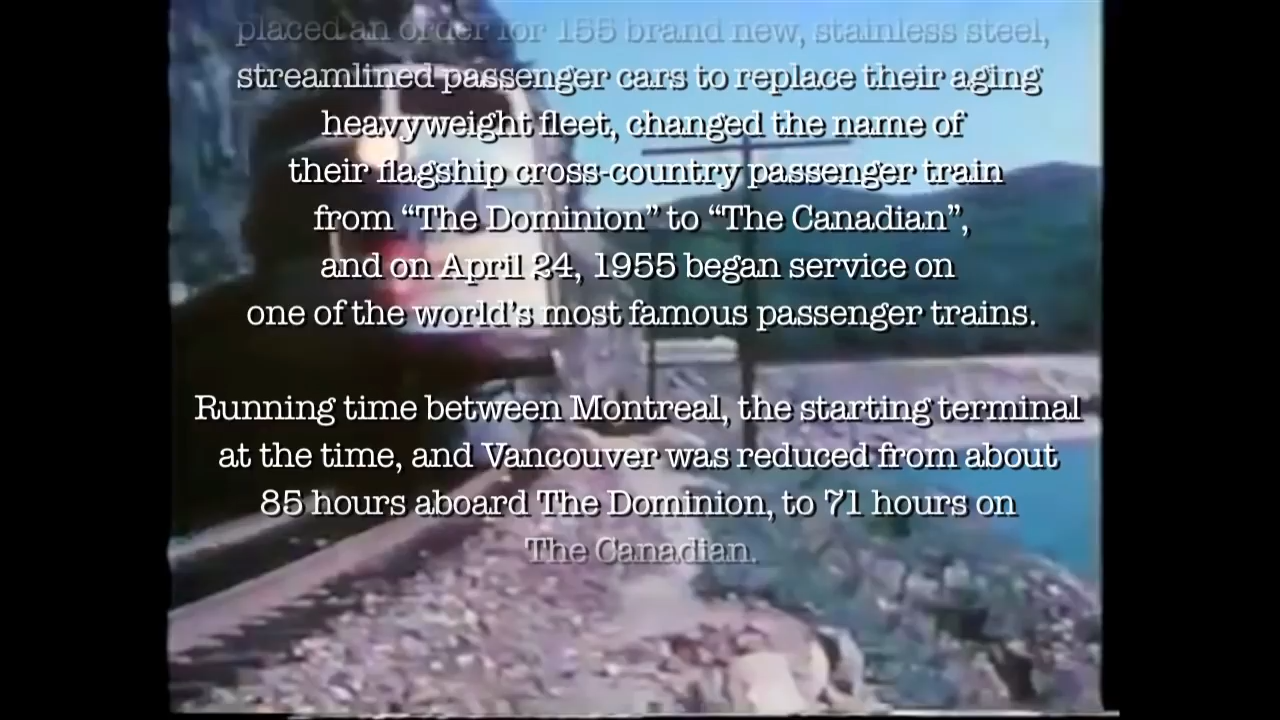 placed an order for 155 brand new, stainless steel,
streamlined passenger cars to replace their aging
heavyweight fleet, changed the name of
their flagship cross-country passenger train
from “The Dominion” to “The Canadian”,
and on April 24, 1955 began service on
one of the world’s most famous passenger trains.
Running time between Montreal, the starting terminal
at the time, and Vancouver was reduced from about
85 hours aboard The Dominion, to 71 hours on
The Canadian.